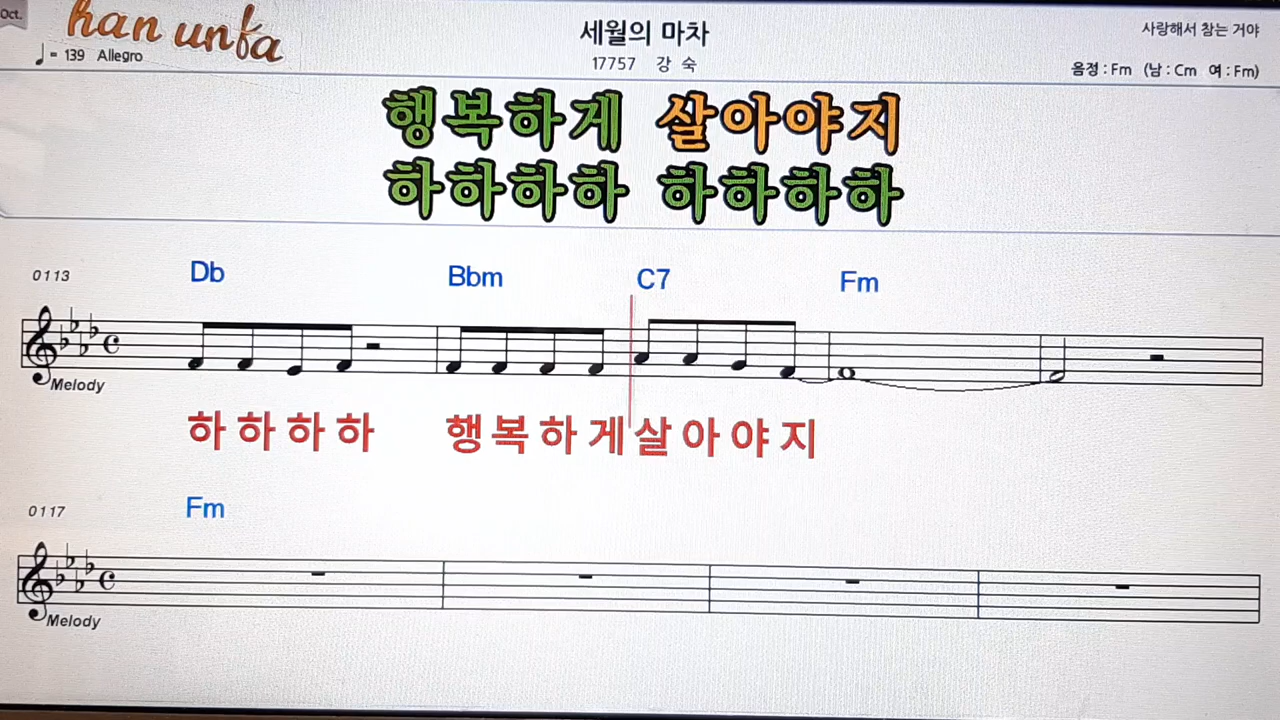 Oct.
han unfa
세월의 마차
사랑해서 참는 거야
= 139 Allegro
17757 강 숙
음정 : Fm (남 : Cm 여 : Fm)
행복하게 살아야지
하하하하 하하하하
0113
Db Bbm C7 Fm
Melody
하 하 하 하 행 복 하 게 살 아 야 지
0117
Fm
Melody